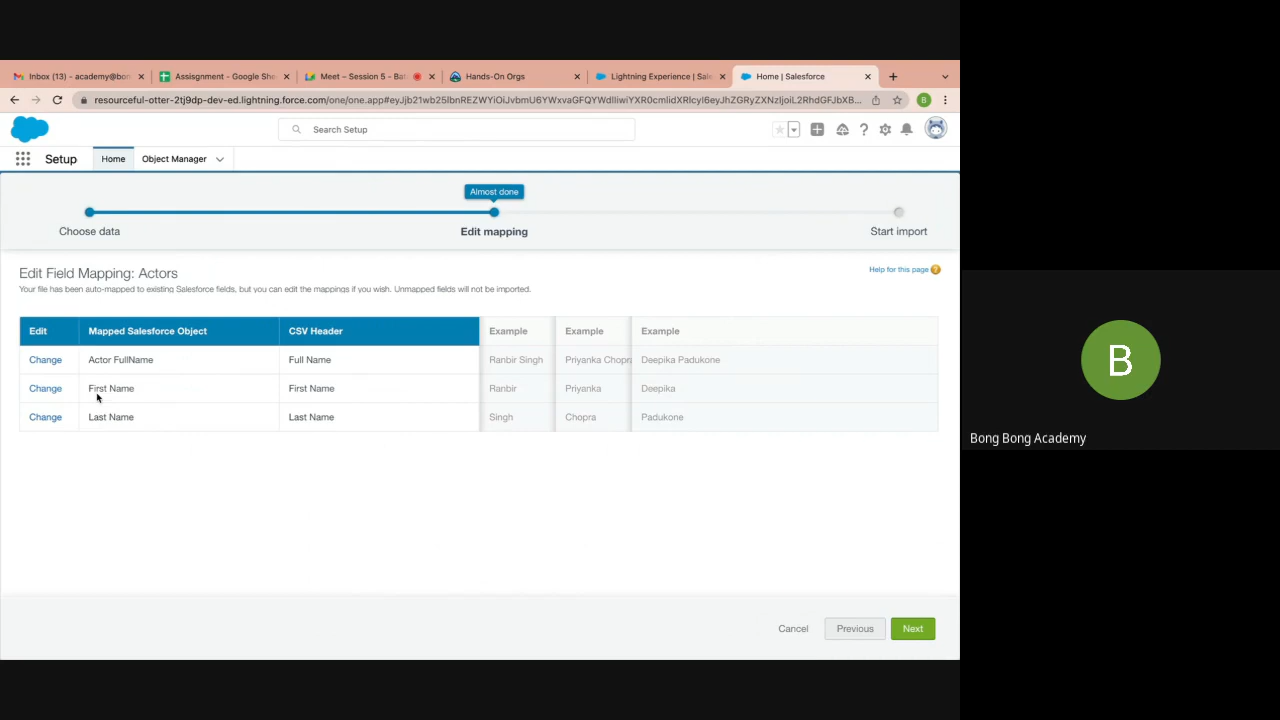 Inbox (13) - academy@bon
Assisgnment - Google She
Meet – Session 5 - Bat
Hands-On Orgs
Lightning Experience | Sale
Home | Salesforce
Search Setup
Setup
Home
Object Manager
Almost done
Choose data
Edit mapping
Start import
Edit Field Mapping: Actors
Help for this page
Your file has been auto-mapped to existing Salesforce fields, but you can edit the mappings if you wish. Unmapped fields will not be imported.
Edit Mapped Salesforce Object CSV Header Example Example Example
Change Actor FullName Full Name Ranbir Singh Priyanka Chopra Deepika Padukone
Change First Name First Name Ranbir Priyanka Deepika
Change Last Name Last Name Singh Chopra Padukone
Cancel Previous Next
B
Bong Bong Academy